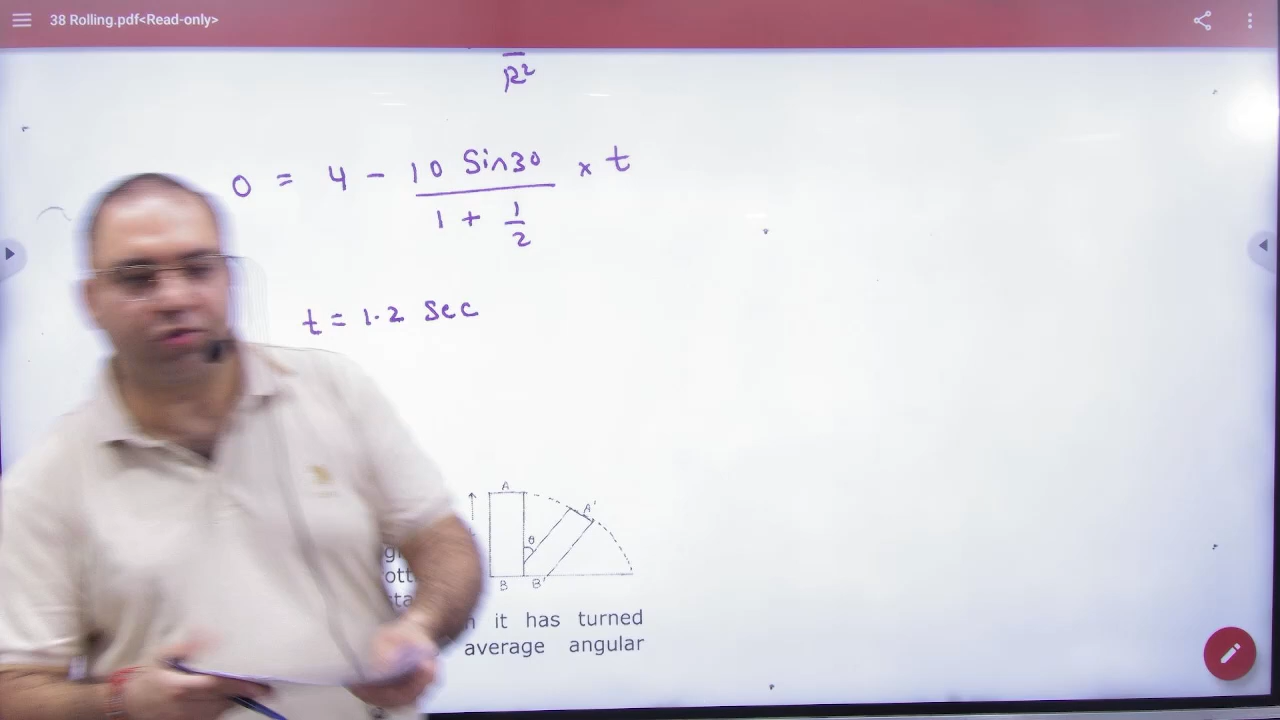 38 Rolling.pdf<Read-only>
R²
0 = 4 - 10 Sin30 / 1 + 1/2 × t
t = 1.2 Sec
A
A'
θ
B B'
it has turned
average angular